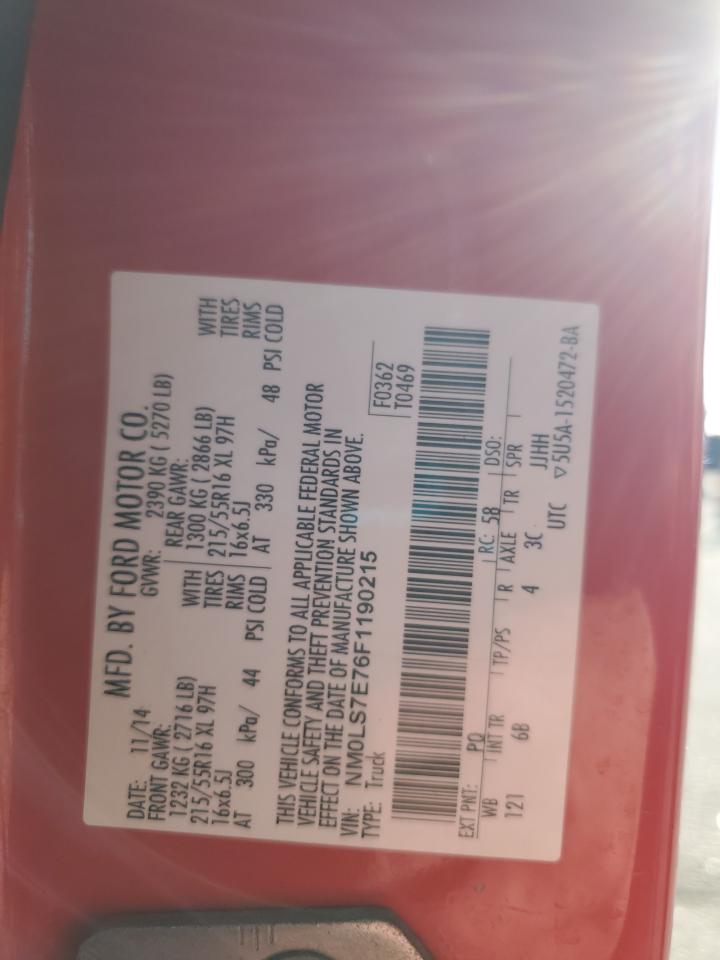 MFD. BY FORD MOTOR CO.
DATE: 11/14 GVWR: 2390 KG ( 5270 LB)
FRONT GAWR: REAR GAWR:
1232 KG ( 2716 LB) WITH 1300 KG ( 2866 LB) WITH
215/55R16 XL 97H TIRES 215/55R16 XL 97H TIRES
16x6.5J RIMS 16x6.5J RIMS
AT 300 kPa/ 44 PSI COLD AT 330 kPa/ 48 PSI COLD
THIS VEHICLE CONFORMS TO ALL APPLICABLE FEDERAL MOTOR
VEHICLE SAFETY AND THEFT PREVENTION STANDARDS IN
EFFECT ON THE DATE OF MANUFACTURE SHOWN ABOVE.
VIN: NM0LS7E76F1190215 F0362
TYPE: Truck T0469
EXT PNT: PQ RC: 5B DSO:
WB INT TR TP/PS R AXLE TR SPR
121 6B 4 3C JJHH
UTC ▽5U5A-1520472-BA